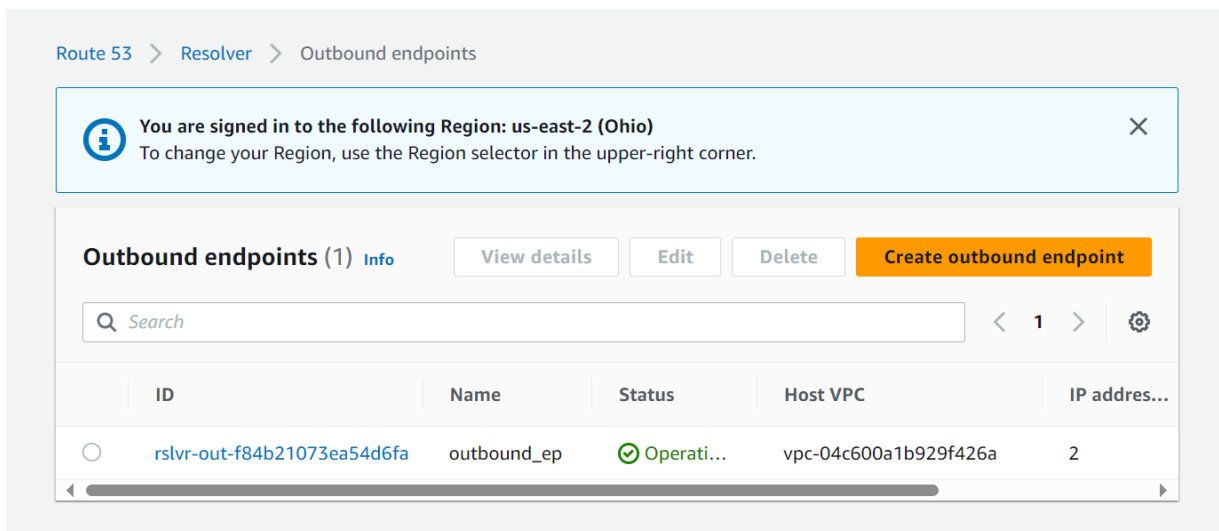 Route 53 > Resolver > Outbound endpoints
You are signed in to the following Region: us-east-2 (Ohio)
To change your Region, use the Region selector in the upper-right corner.
Outbound endpoints (1) Info View details Edit Delete Create outbound endpoint
Search < 1 >
ID Name Status Host VPC IP addres...
rslvr-out-f84b21073ea54d6fa outbound_ep Operati... vpc-04c600a1b929f426a 2